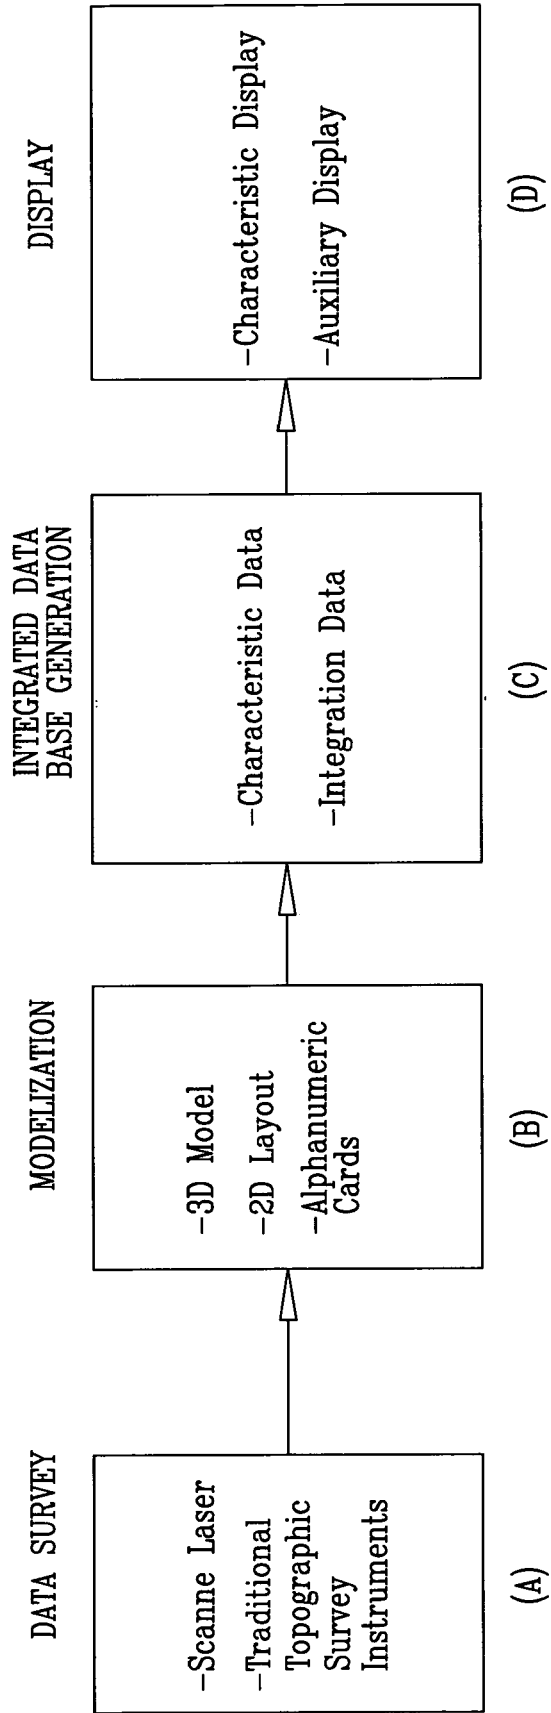 DATA SURVEY
-Scanne Laser
-Traditional
Topographic
Survey
Instruments
(A)
MODELIZATION
-3D Model
-2D Layout
-Alphanumeric
Cards
(B)
INTEGRATED DATA
BASE GENERATION
-Characteristic Data
-Integration Data
(C)
DISPLAY
-Characteristic Display
-Auxiliary Display
(D)